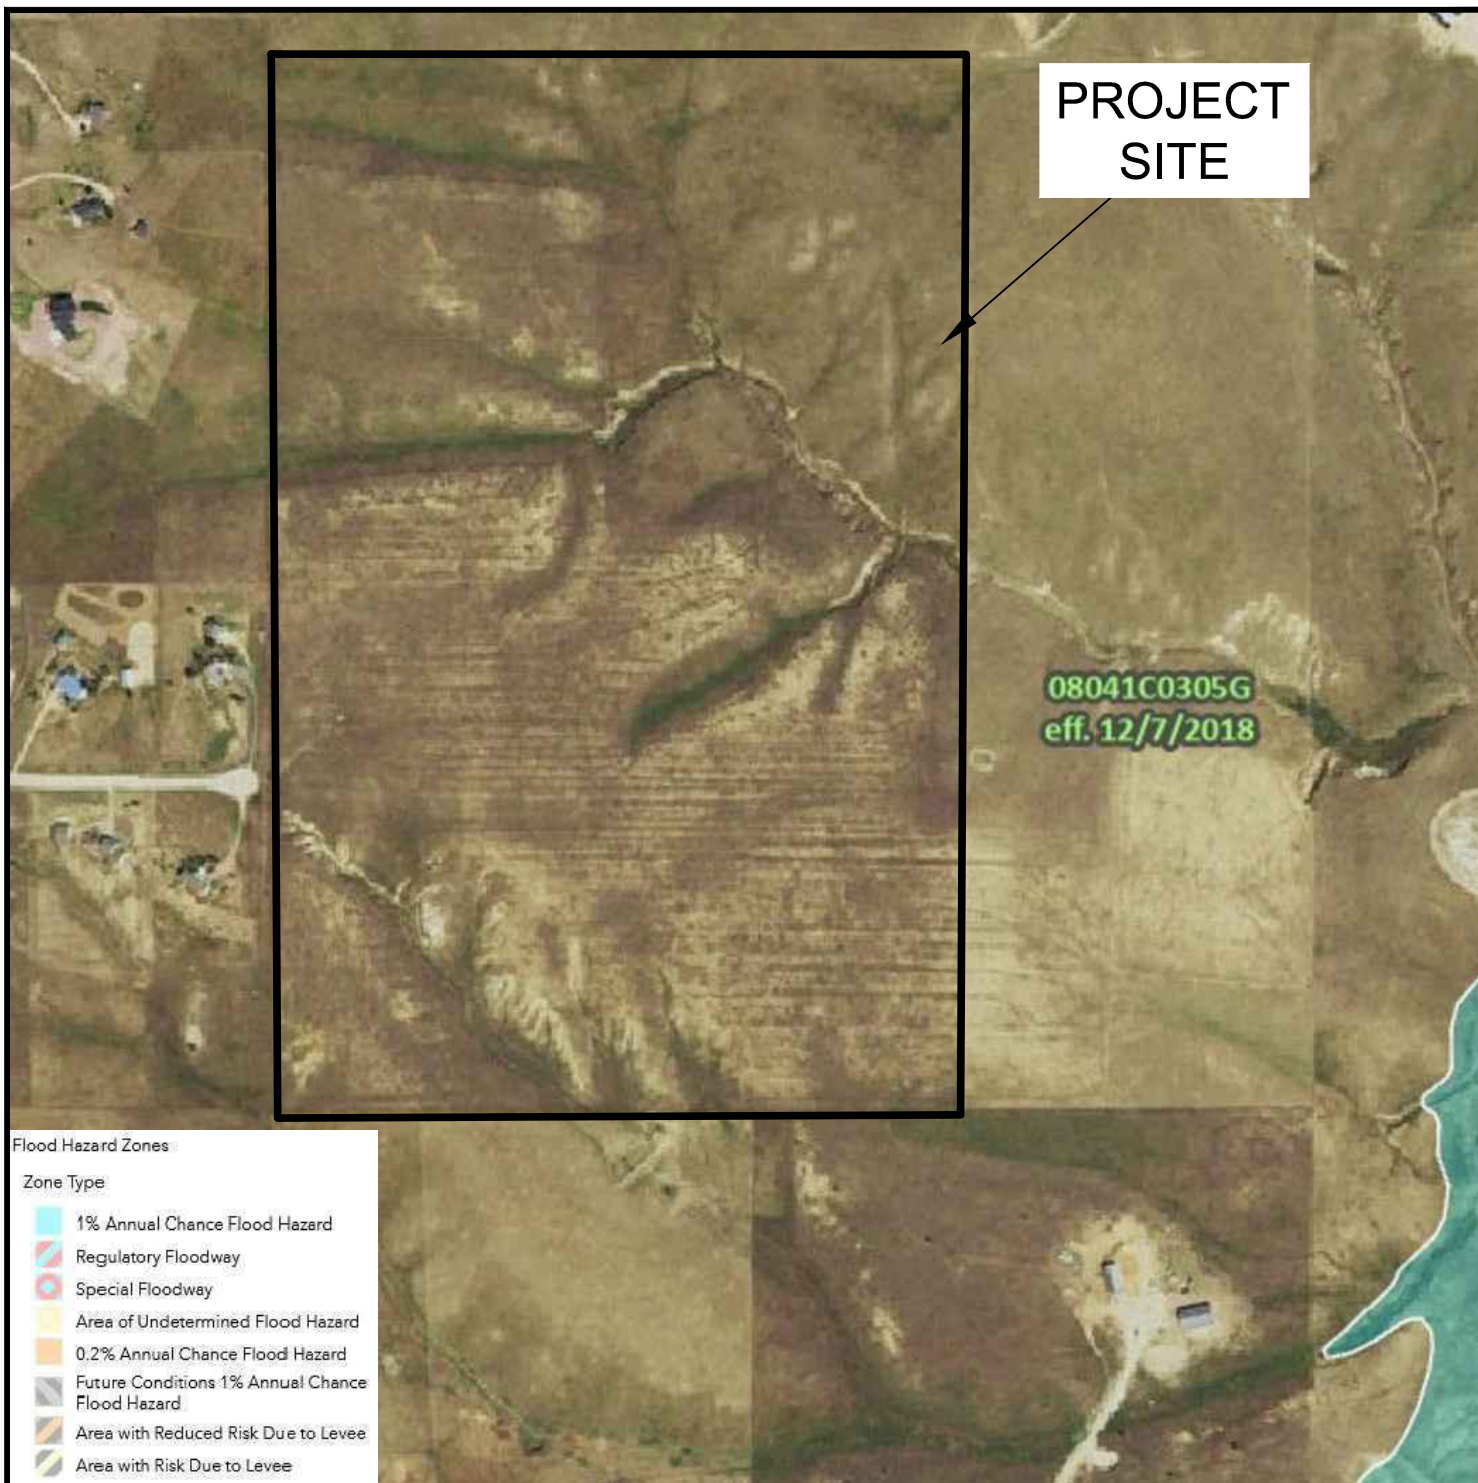 PROJECT
SITE
08041C0305G
eff. 12/7/2018
Flood Hazard Zones
Zone Type
1% Annual Chance Flood Hazard
Regulatory Floodway
Special Floodway
Area of Undetermined Flood Hazard
0.2% Annual Chance Flood Hazard
Future Conditions 1% Annual Chance
Flood Hazard
Area with Reduced Risk Due to Levee
Area with Risk Due to Levee